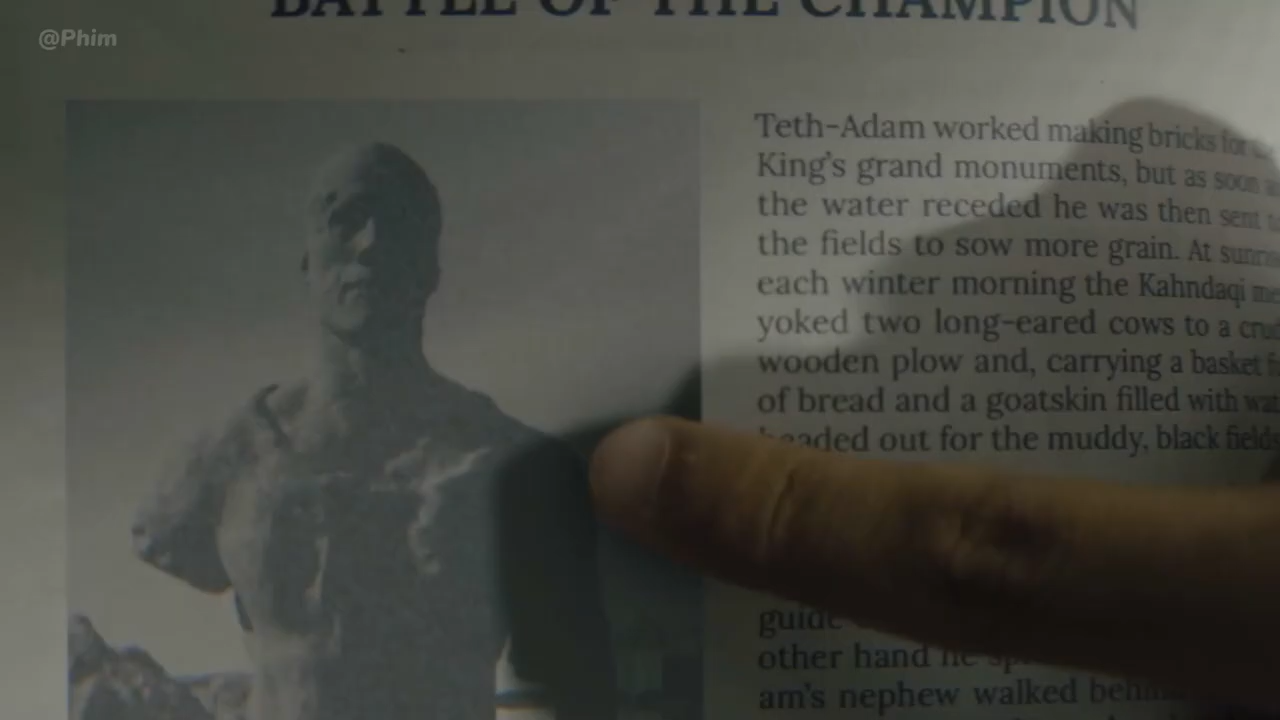 BATTLE OF THE CHAMPION
@Phim
Teth-Adam worked making bricks for
King's grand monuments, but as soon
the water receded he was then sent
the fields to sow more grain. At
each winter morning the Kahndaqi
yoked two long-eared cows to a
wooden plow and, carrying a basket
of bread and a goatskin filled with
headed out for the muddy, black fields
guide
other hand he
am's nephew walked